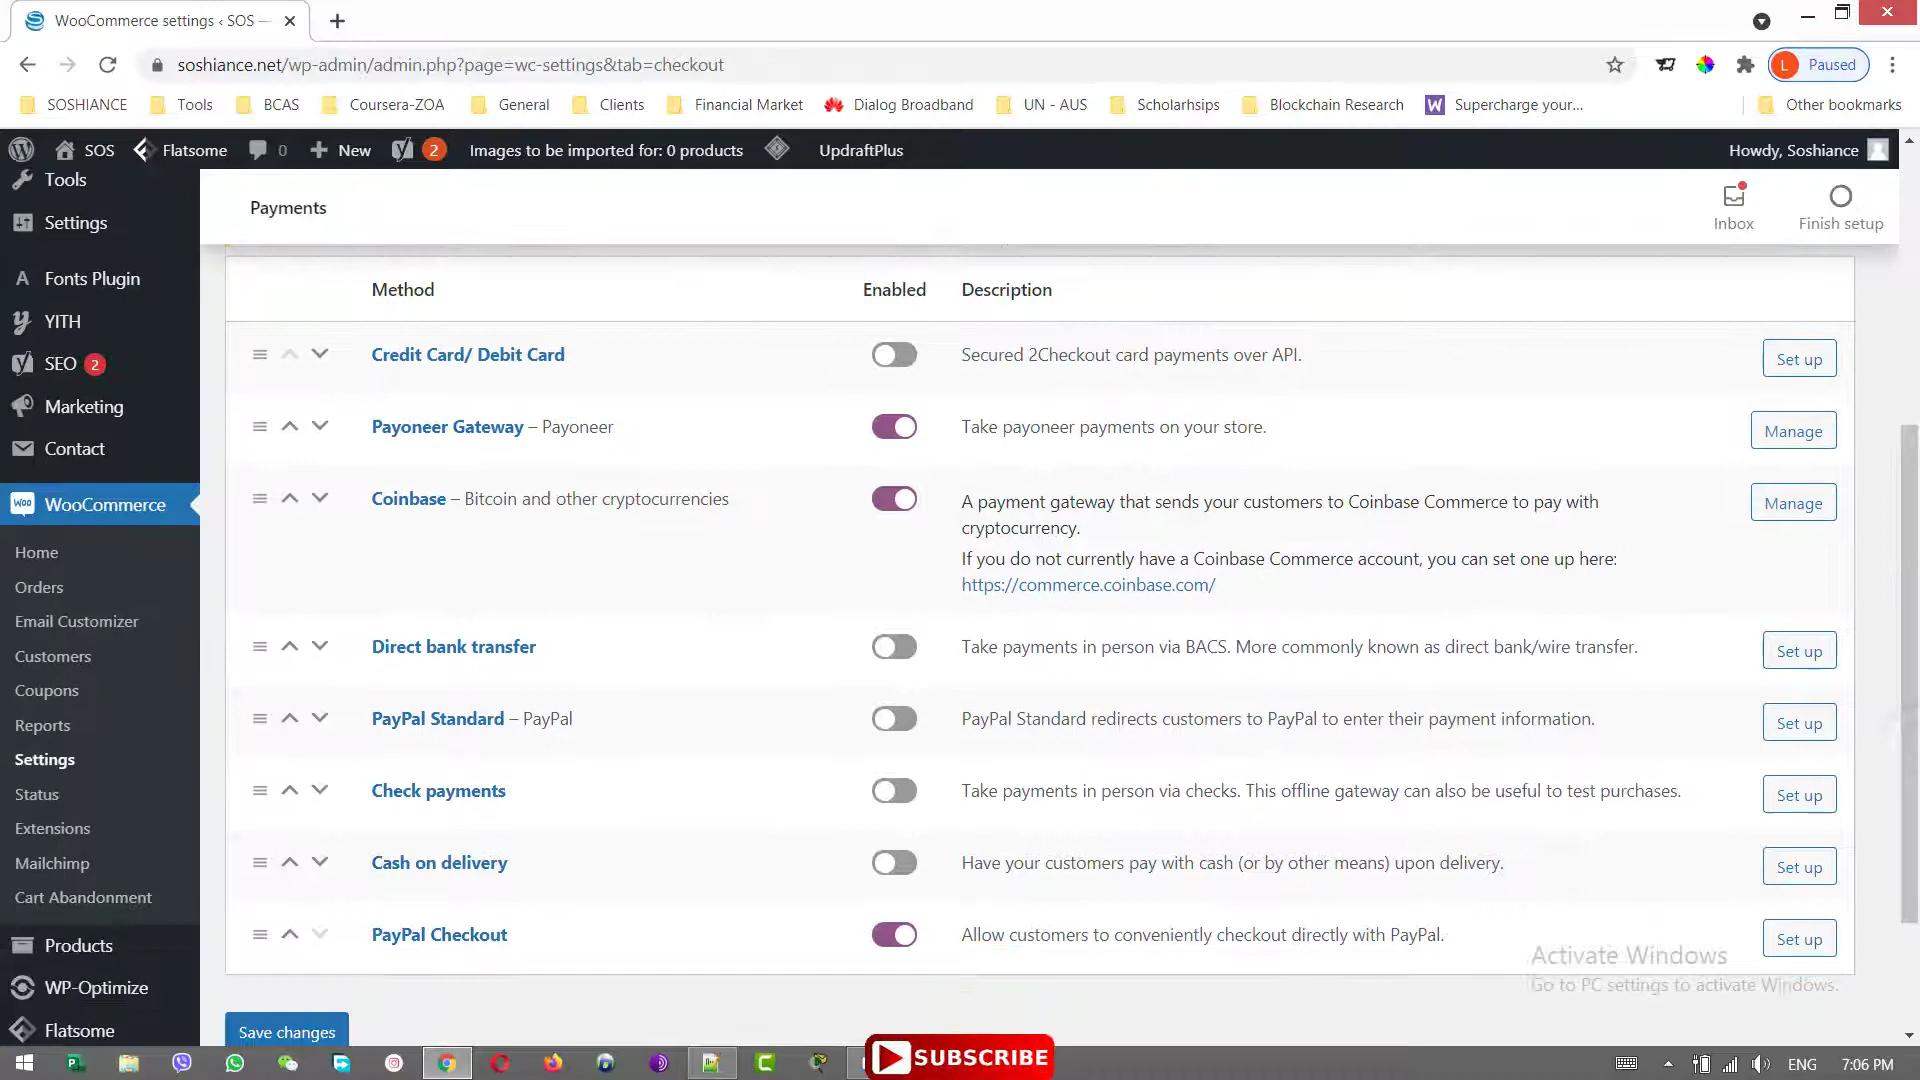 WooCommerce settings ‹ SOS —
soshiance.net/wp-admin/admin.php?page=wc-settings&tab=checkout
L Paused
SOSHIANCE Tools BCAS Coursera-ZOA General Clients Financial Market Dialog Broadband UN - AUS Scholarhsips Blockchain Research W Supercharge your... Other bookmarks
SOS Flatsome 0 New 2 Images to be imported for: 0 products UpdraftPlus Howdy, Soshiance
Tools
Settings
Fonts Plugin
YITH
SEO 2
Marketing
Contact
WooCommerce
Home
Orders
Email Customizer
Customers
Coupons
Reports
Settings
Status
Extensions
Mailchimp
Cart Abandonment
Products
WP-Optimize
Flatsome
Payments
Inbox
Finish setup
Method Enabled Description
Credit Card/ Debit Card Secured 2Checkout card payments over API. Set up
Payoneer Gateway – Payoneer Take payoneer payments on your store. Manage
Coinbase – Bitcoin and other cryptocurrencies A payment gateway that sends your customers to Coinbase Commerce to pay with Manage
cryptocurrency.
If you do not currently have a Coinbase Commerce account, you can set one up here:
https://commerce.coinbase.com/
Direct bank transfer Take payments in person via BACS. More commonly known as direct bank/wire transfer. Set up
PayPal Standard – PayPal PayPal Standard redirects customers to PayPal to enter their payment information. Set up
Check payments Take payments in person via checks. This offline gateway can also be useful to test purchases. Set up
Cash on delivery Have your customers pay with cash (or by other means) upon delivery. Set up
PayPal Checkout Allow customers to conveniently checkout directly with PayPal. Set up
Activate Windows
Go to PC settings to activate Windows.
Save changes
SUBSCRIBE
ENG 7:06 PM